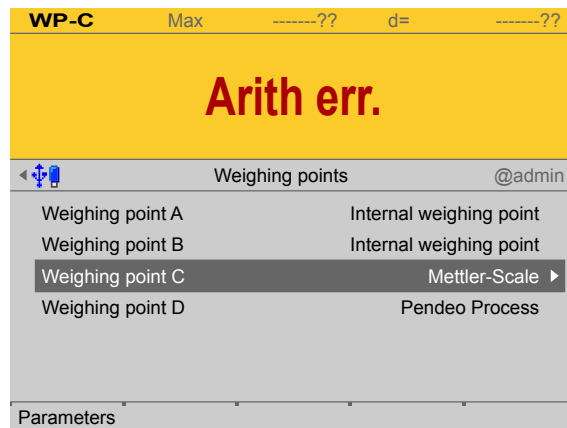 WP-C Max -------?? d= -------??
Arith err.
Weighing points @admin
Weighing point A Internal weighing point
Weighing point B Internal weighing point
Weighing point C Mettler-Scale
Weighing point D Pendeo Process
Parameters